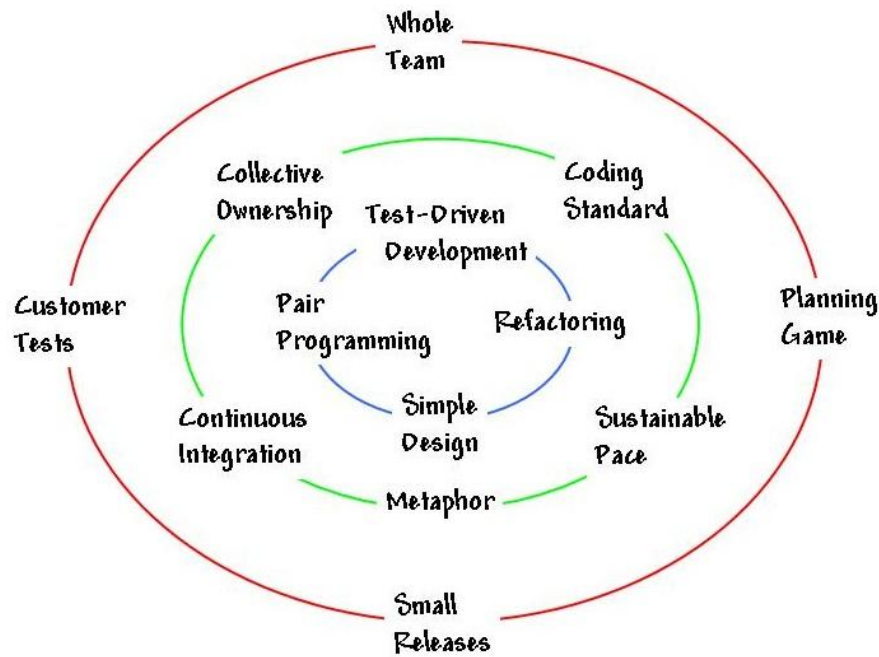 Whole
Team
Collective
Ownership
Coding
Standard
Test-Driven
Development
Customer
Tests
Pair
Programming
Refactoring
Planning
Game
Continuous
Integration
Simple
Design
Sustainable
Pace
Metaphor
Small
Releases